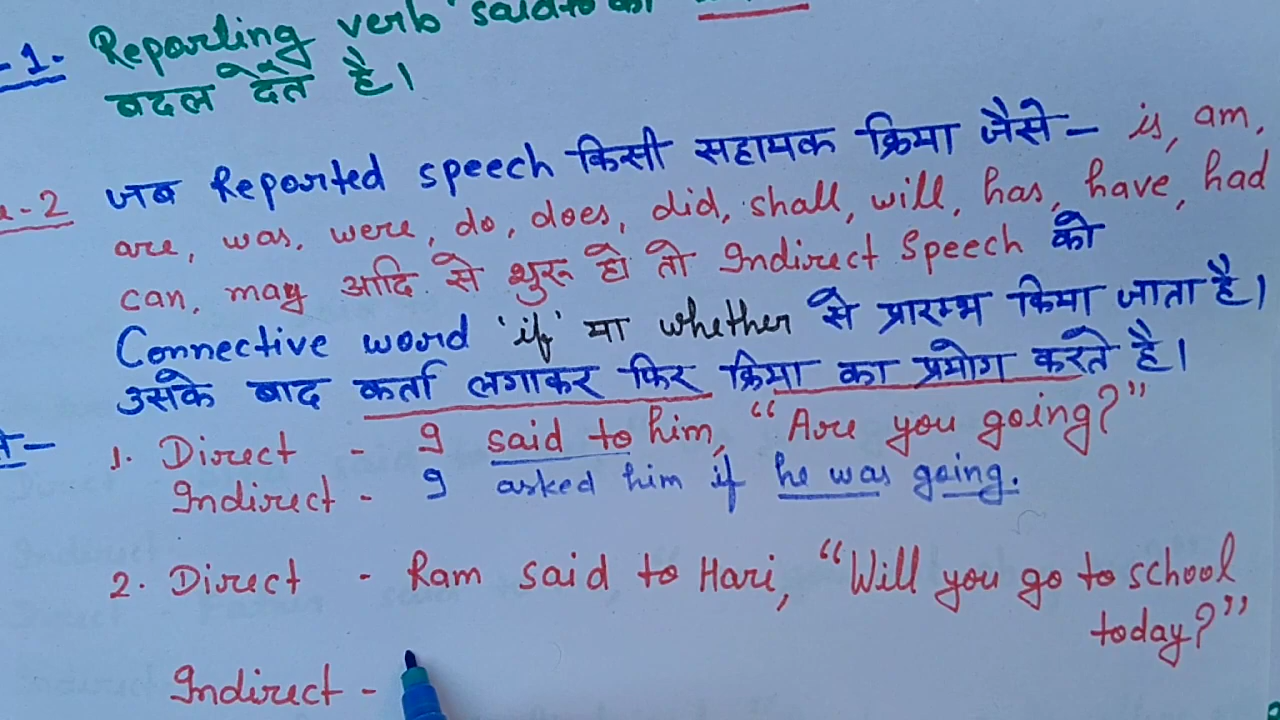 -1. Reporting verb 'said to को
बदल देते है।
-2 जब Reported speech किसी सहायक क्रिया जैसे- is, am,
are, was, were, do, does, did, shall, will, has, have, had
can, may आदि से शुरू हो तो Indirect speech को
Connective word 'if' या whether से प्रारम्भ किया जाता है।
उसके बाद कर्ता लगाकर फिर क्रिया का प्रयोग करते है।
1. Direct - I said to him, "Are you going?"
Indirect - I asked him if he was going.
2. Direct - Ram said to Hari, "Will you go to school
today?"
Indirect -